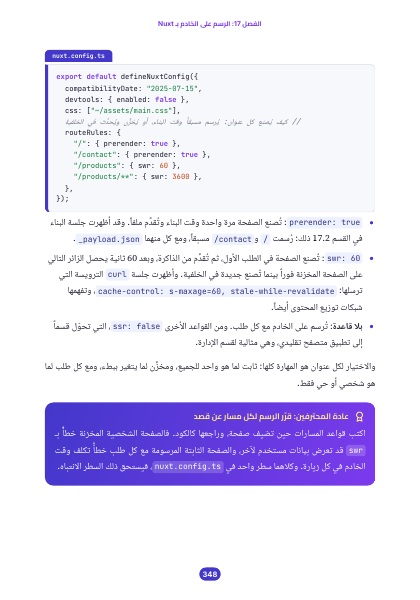 الفصل 17: الرسم على الخادم بـ Nuxt
nuxt.config.ts
export default defineNuxtConfig({
compatibilityDate: "2025-07-15",
devtools: { enabled: false },
css: ["~/assets/main.css"],
// كيف يُصنع كل عنوان: يُرسم مسبقاً وقت البناء، أو يُخزَّن ويُحدَّث في الخلفية
routeRules: {
"/": { prerender: true },
"/contact": { prerender: true },
"/products": { swr: 60 },
"/products/**": { swr: 3600 },
},
});
• prerender: true: تُصنع الصفحة مرة واحدة وقت البناء وتُقدَّم ملفاً. وقد أظهرت جلسة البناء
في القسم 17.2 ذلك: رُسمت / و /contact مسبقاً، ومع كل منهما _payload.json.
• swr: 60: تُصنع الصفحة في الطلب الأول، ثم تُقدَّم من الذاكرة، وبعد 60 ثانية يحصل الزائر التالي
على الصفحة المخزنة فوراً بينما تُصنع جديدة في الخلفية. وأظهرت جلسة curl الترويسة التي
ترسلها: cache-control: s-maxage=60, stale-while-revalidate، وتفهمها
شبكات توزيع المحتوى أيضاً.
• بلا قاعدة: تُرسم على الخادم مع كل طلب. ومن القواعد الأخرى ssr: false، التي تحوّل قسماً
إلى تطبيق متصفح تقليدي، وهي مثالية لقسم الإدارة.
والاختيار لكل عنوان هو المهارة كلها: ثابت لما هو واحد للجميع، ومخزَّن لما يتغير ببطء، ومع كل طلب لما
هو شخصي أو حي فقط.
عادة المحترفين: قرّر الرسم لكل مسار عن قصد
اكتب قواعد المسارات حين تضيف صفحة، وراجعها كالكود. فالصفحة الشخصية المخزنة خطأً بـ
swr قد تعرض بيانات مستخدم لآخر، والصفحة الثابتة المرسومة مع كل طلب خطأً تكلف وقت
الخادم في كل زيارة. وكلاهما سطر واحد في nuxt.config.ts، فيستحق ذلك السطر الانتباه.
348